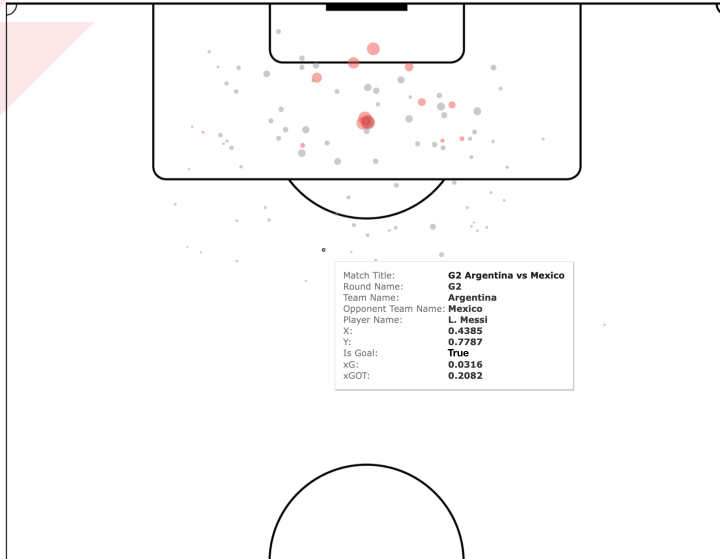 Match Title: G2 Argentina vs Mexico
Round Name: G2
Team Name: Argentina
Opponent Team Name: Mexico
Player Name: L. Messi
X: 0.4385
Y: 0.7787
Is Goal: True
xG: 0.0316
xGOT: 0.2082